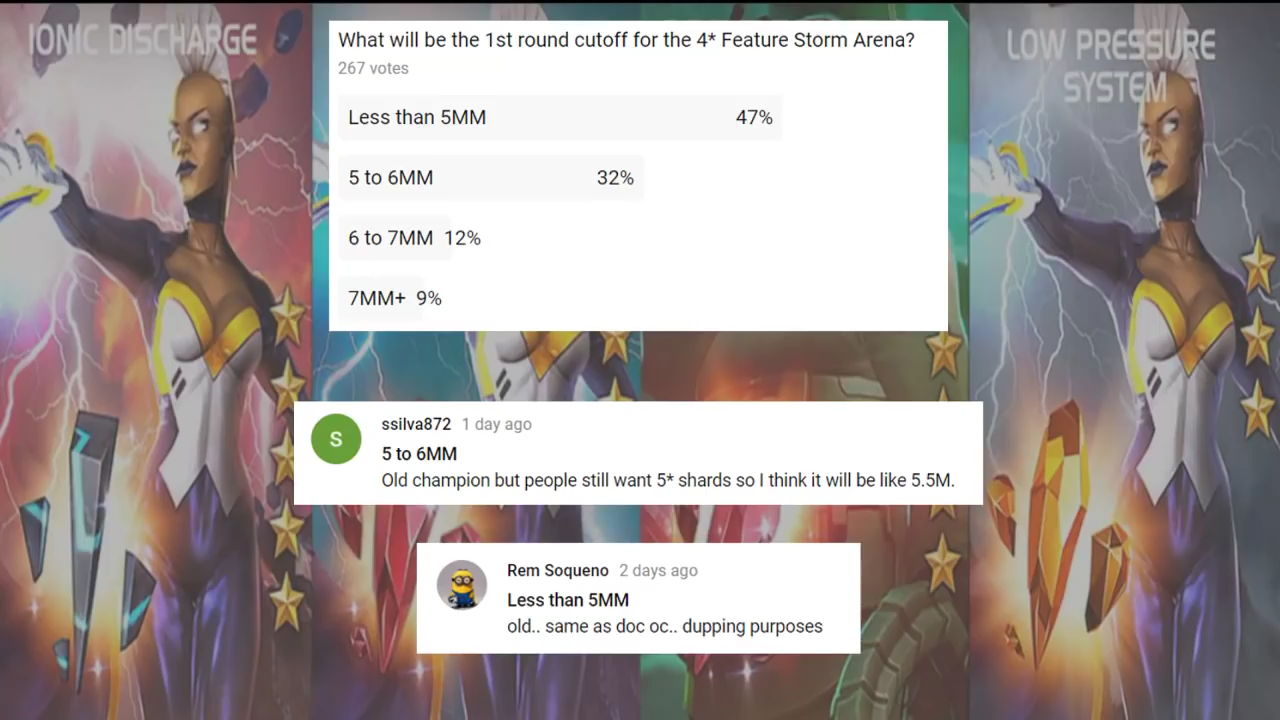 IONIC DISCHARGE
LOW PRESSURE
SYSTEM
What will be the 1st round cutoff for the 4* Feature Storm Arena?
267 votes
Less than 5MM 47%
5 to 6MM 32%
6 to 7MM 12%
7MM+ 9%
S
ssilva872 1 day ago
5 to 6MM
Old champion but people still want 5* shards so I think it will be like 5.5M.
Rem Soqueno 2 days ago
Less than 5MM
old.. same as doc oc.. dupping purposes